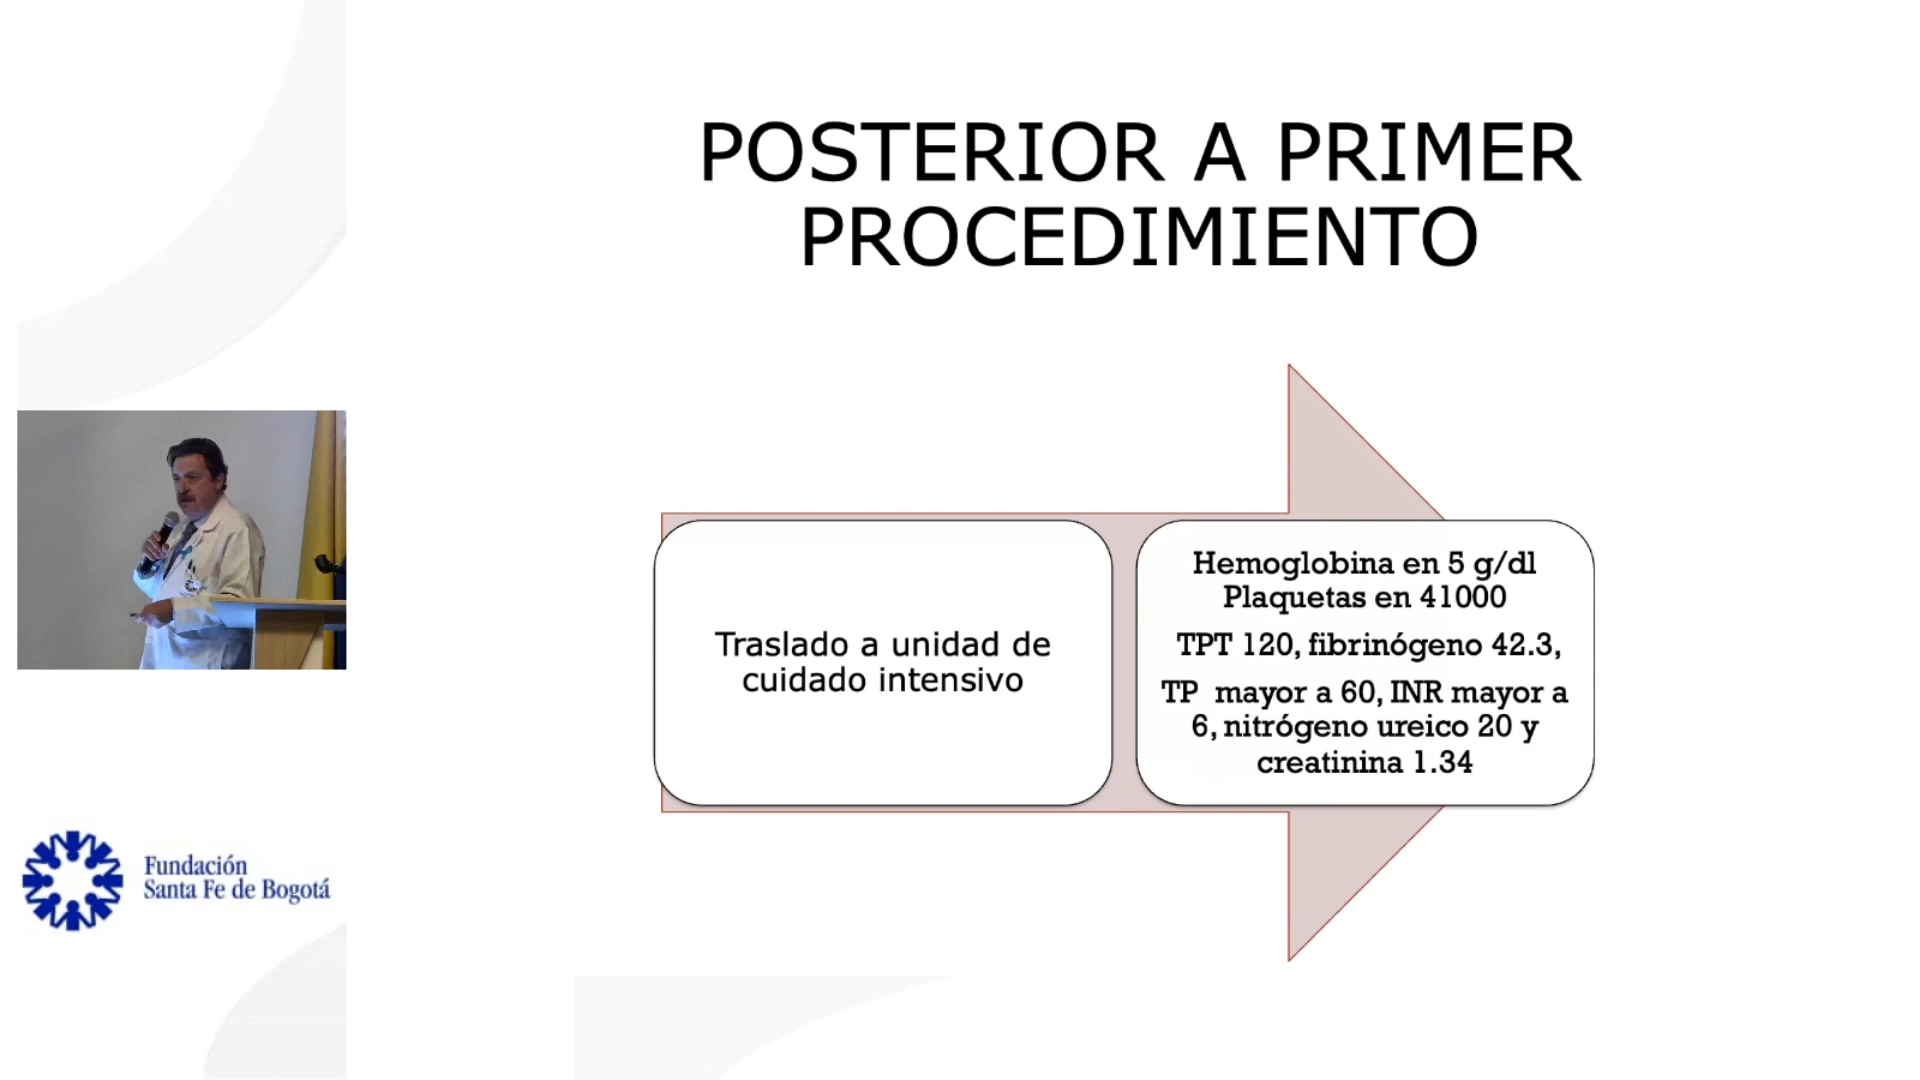 POSTERIOR A PRIMER
PROCEDIMIENTO
Traslado a unidad de
cuidado intensivo
Hemoglobina en 5 g/dl
Plaquetas en 41000
TPT 120, fibrinógeno 42.3,
TP  mayor a 60, INR mayor a
6, nitrógeno ureico 20 y
creatinina 1.34
Fundación
Santa Fe de Bogotá